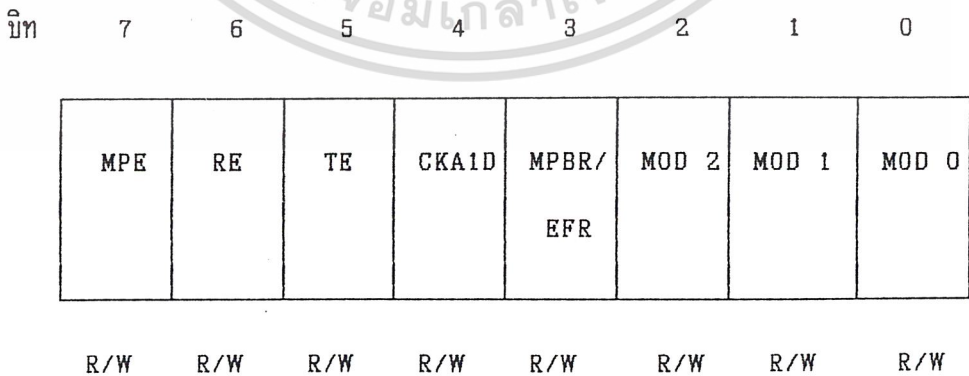 บิท 7 6 5 4 3 2 1 0
MPE RE TE CKA1D MPBR/ MOD 2 MOD 1 MOD 0
EFR
R/W R/W R/W R/W R/W R/W R/W R/W